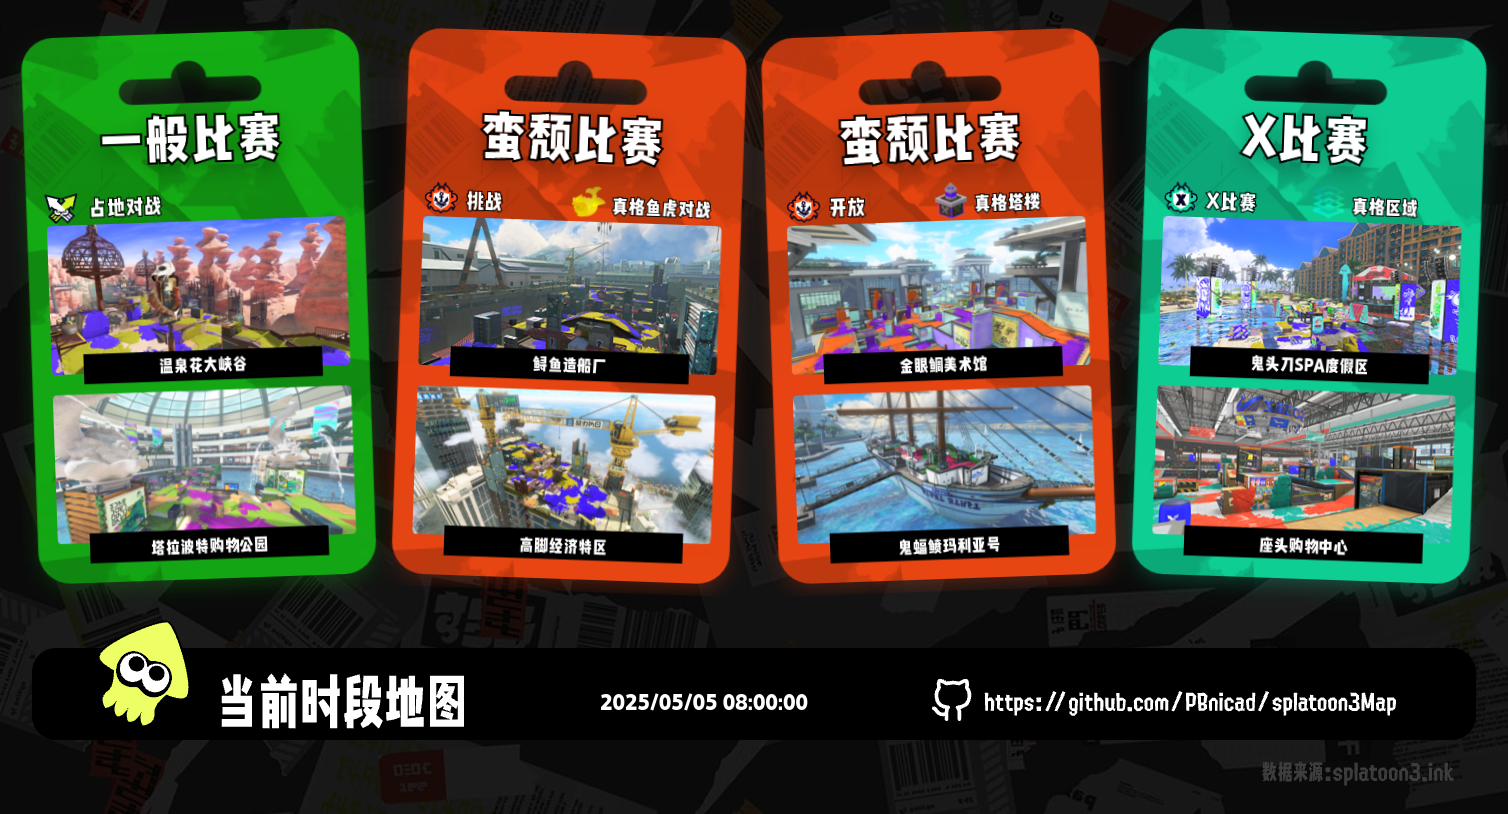 一般比赛
占地对战
温泉花大峡谷
塔拉波特购物公园
蛮颓比赛
挑战
真格鱼虎对战
鲟鱼造船厂
高脚经济特区
蛮颓比赛
开放
真格塔楼
金眼鲷美术馆
鬼蝠鲼玛利亚号
X比赛
X比赛
真格区域
鬼头刀SPA度假区
座头购物中心
当前时段地图
2025/05/05 08:00:00
https://github.com/PBnicad/splatoon3Map
数据来源:splatoon3.ink